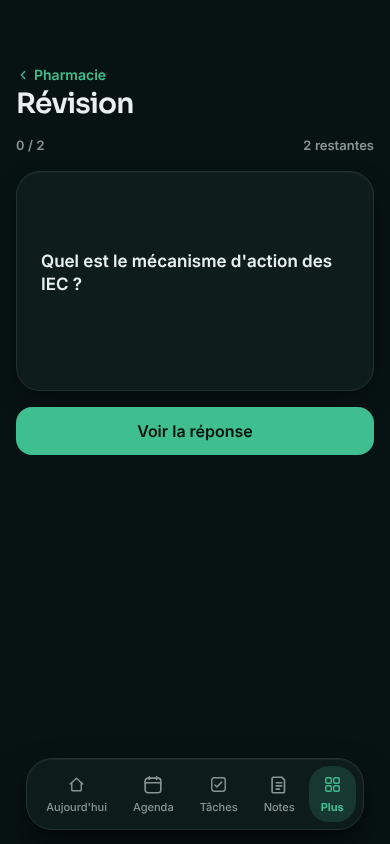 Pharmacie
Révision
0 / 2
2 restantes
Quel est le mécanisme d'action des
IEC ?
Voir la réponse
Aujourd'hui
Agenda
Tâches
Notes
Plus